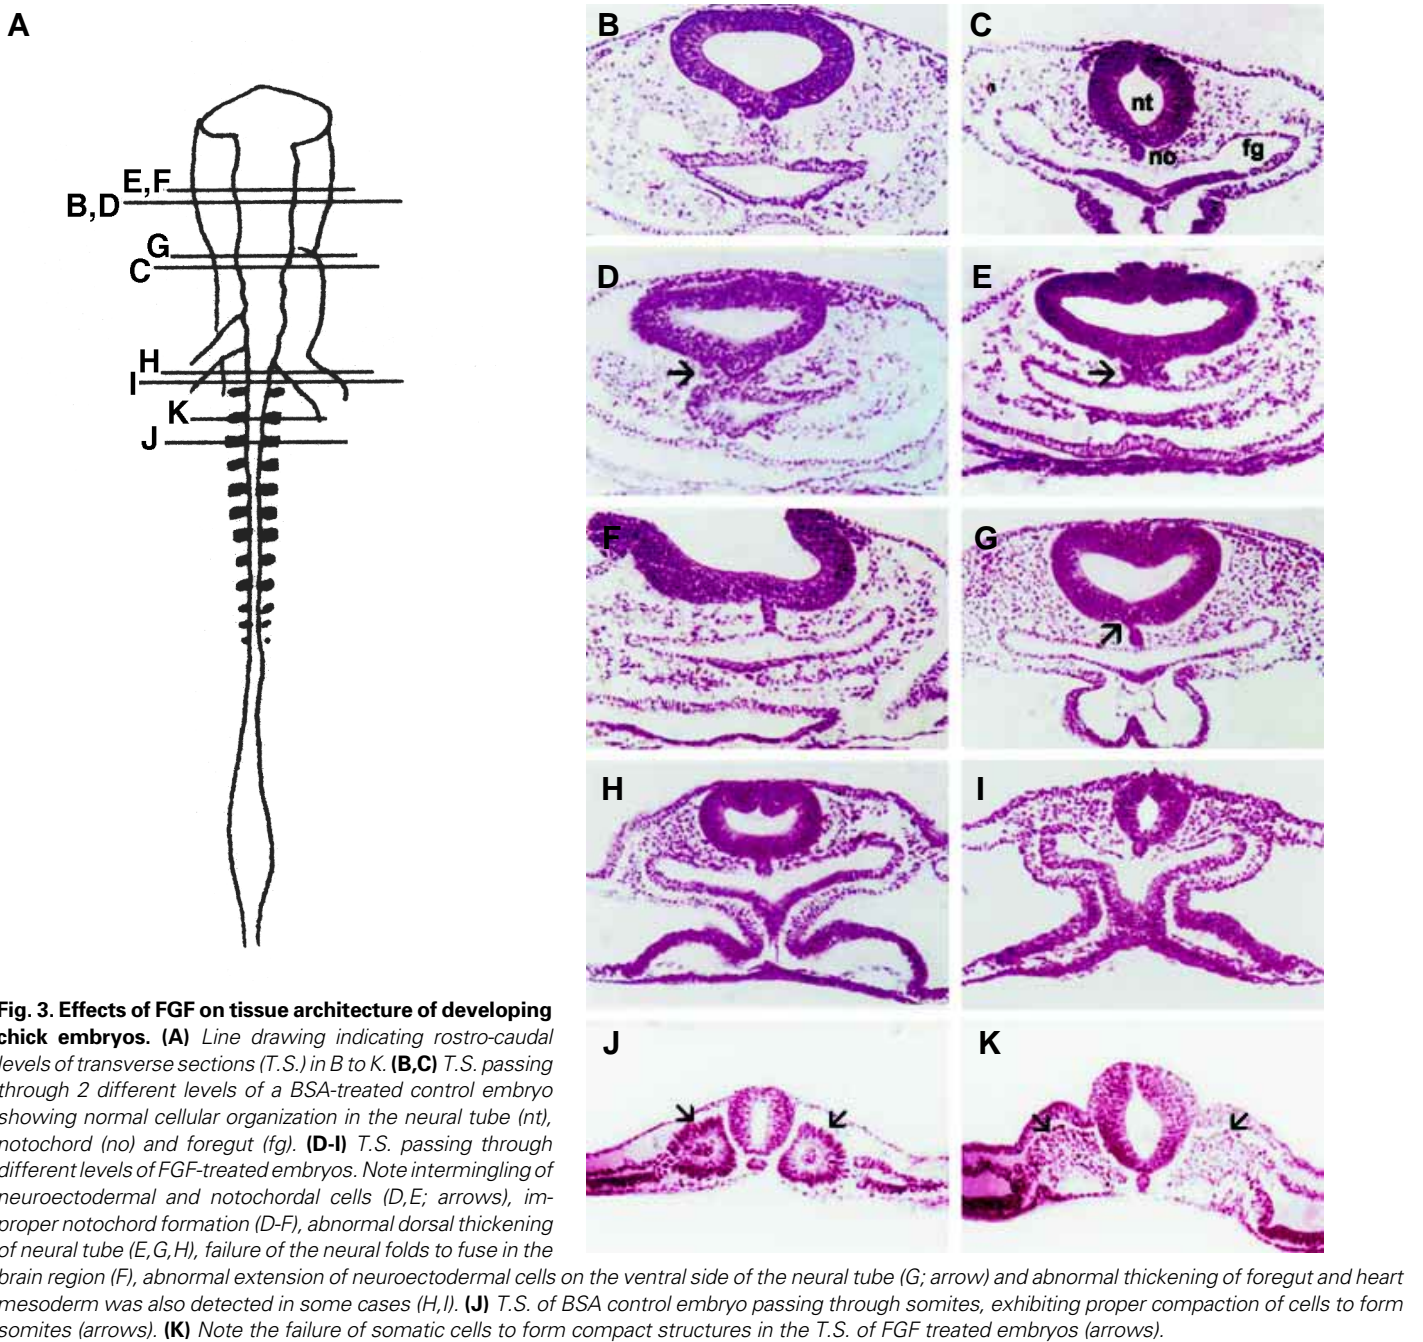 A
B
C
nt
no
fg
E,F
B,D
G
C
D
E
H
I
K
J
F
G
H
I
Fig. 3. Effects of FGF on tissue architecture of developing
chick embryos. (A) Line drawing indicating rostro-caudal
levels of transverse sections (T.S.) in B to K. (B,C) T.S. passing
through 2 different levels of a BSA-treated control embryo
showing normal cellular organization in the neural tube (nt),
notochord (no) and foregut (fg). (D-I) T.S. passing through
different levels of FGF-treated embryos. Note intermingling of
neuroectodermal and notochordal cells (D,E; arrows), im-
proper notochord formation (D-F), abnormal dorsal thickening
of neural tube (E,G,H), failure of the neural folds to fuse in the
J
K
brain region (F), abnormal extension of neuroectodermal cells on the ventral side of the neural tube (G; arrow) and abnormal thickening of foregut and heart
mesoderm was also detected in some cases (H,I). (J) T.S. of BSA control embryo passing through somites, exhibiting proper compaction of cells to form
somites (arrows). (K) Note the failure of somatic cells to form compact structures in the T.S. of FGF treated embryos (arrows).